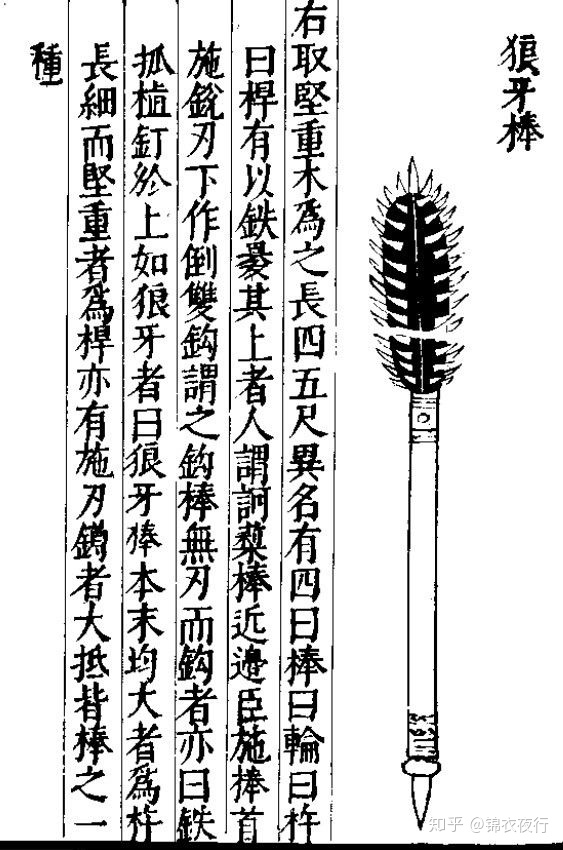 狼牙棒
右取堅重木爲之長四五尺異名有四曰棒曰輪曰杵
曰桿有以鉄裹其上者人謂訶藜棒近邊臣施棒首
施銳刃下作倒雙鈎謂之鈎棒無刃而鈎者亦曰鉄
抓植釘於上如狼牙者曰狼牙棒本末均大者爲杵
長細而堅重者爲桿亦有施刃鐏者大抵皆棒之一
種
知乎 @锦衣夜行